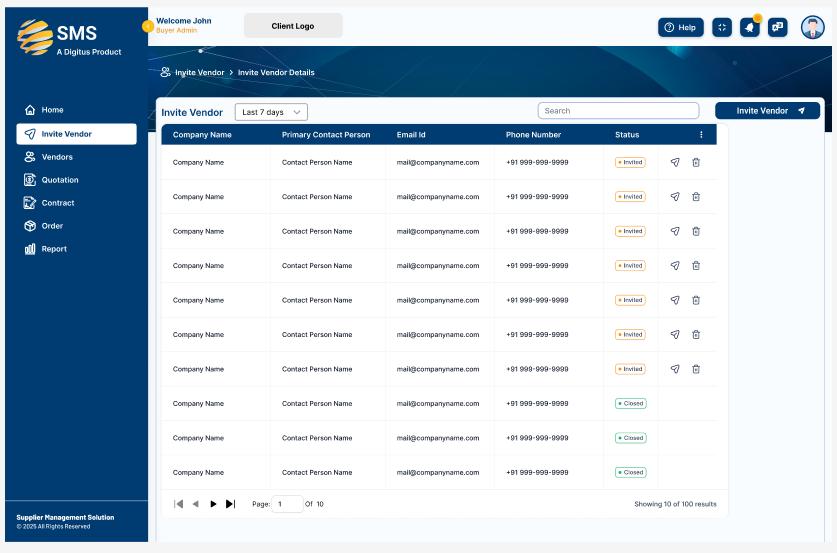 SMS
A Digitus Product
Welcome John
Buyer Admin
Client Logo
Help
Invite Vendor > Invite Vendor Details
Home
Invite Vendor
Vendors
Quotation
Contract
Order
Report
Invite Vendor
Last 7 days
Search
Invite Vendor
Company Name Primary Contact Person Email Id Phone Number Status
Company Name Contact Person Name mail@companyname.com +91 999-999-9999 Invited
Company Name Contact Person Name mail@companyname.com +91 999-999-9999 Invited
Company Name Contact Person Name mail@companyname.com +91 999-999-9999 Invited
Company Name Contact Person Name mail@companyname.com +91 999-999-9999 Invited
Company Name Contact Person Name mail@companyname.com +91 999-999-9999 Invited
Company Name Contact Person Name mail@companyname.com +91 999-999-9999 Invited
Company Name Contact Person Name mail@companyname.com +91 999-999-9999 Invited
Company Name Contact Person Name mail@companyname.com +91 999-999-9999 Closed
Company Name Contact Person Name mail@companyname.com +91 999-999-9999 Closed
Company Name Contact Person Name mail@companyname.com +91 999-999-9999 Closed
Page: 1 Of 10
Showing 10 of 100 results
Supplier Management Solution
© 2025 All Rights Reserved